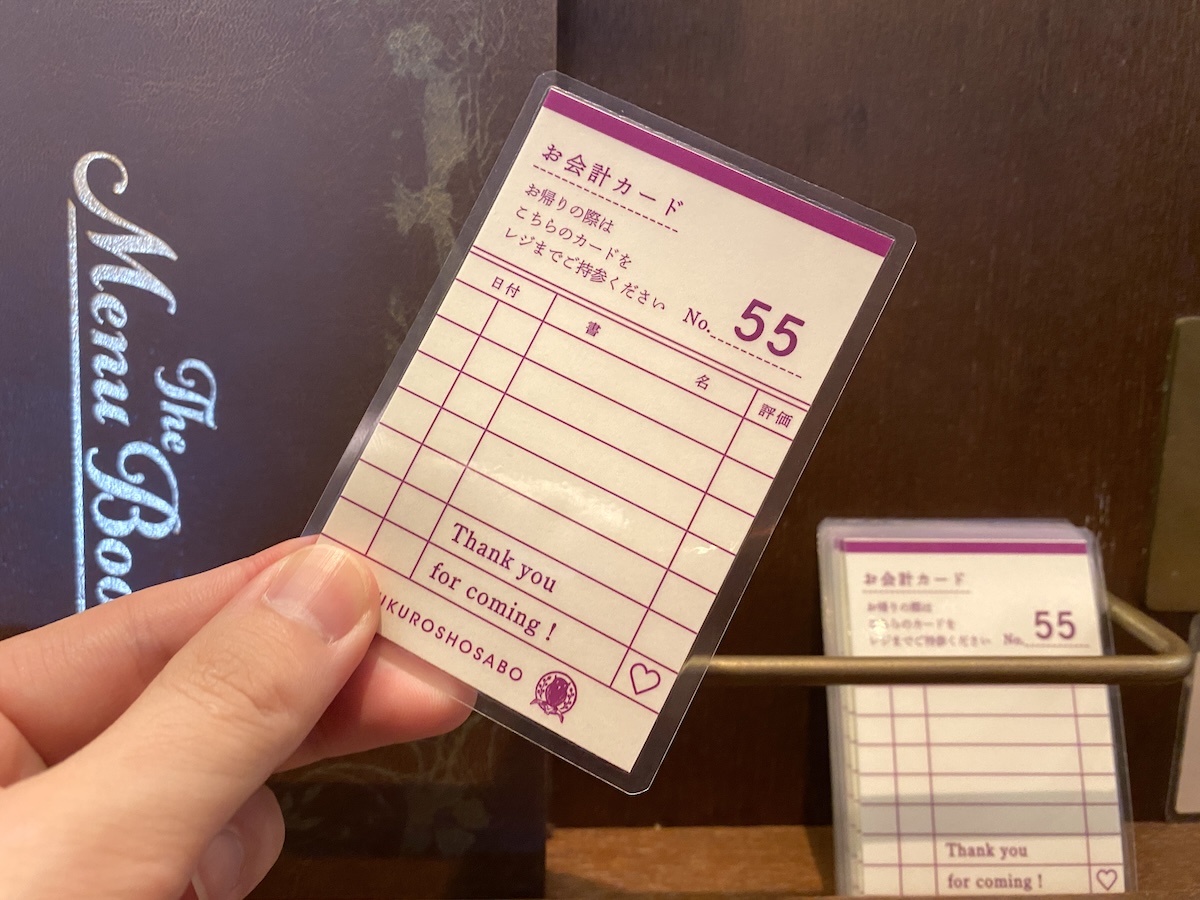 The
Menu Boo
お会計カード
お帰りの際は
こちらのカードを
レジまでご持参ください
No. 55
日付 書名 評価
Thank you
for coming !
UKUROSHOSABO
お会計カード
お帰りの際は
こちらのカードを
レジまでご持参ください
No. 55
Thank you
for coming !